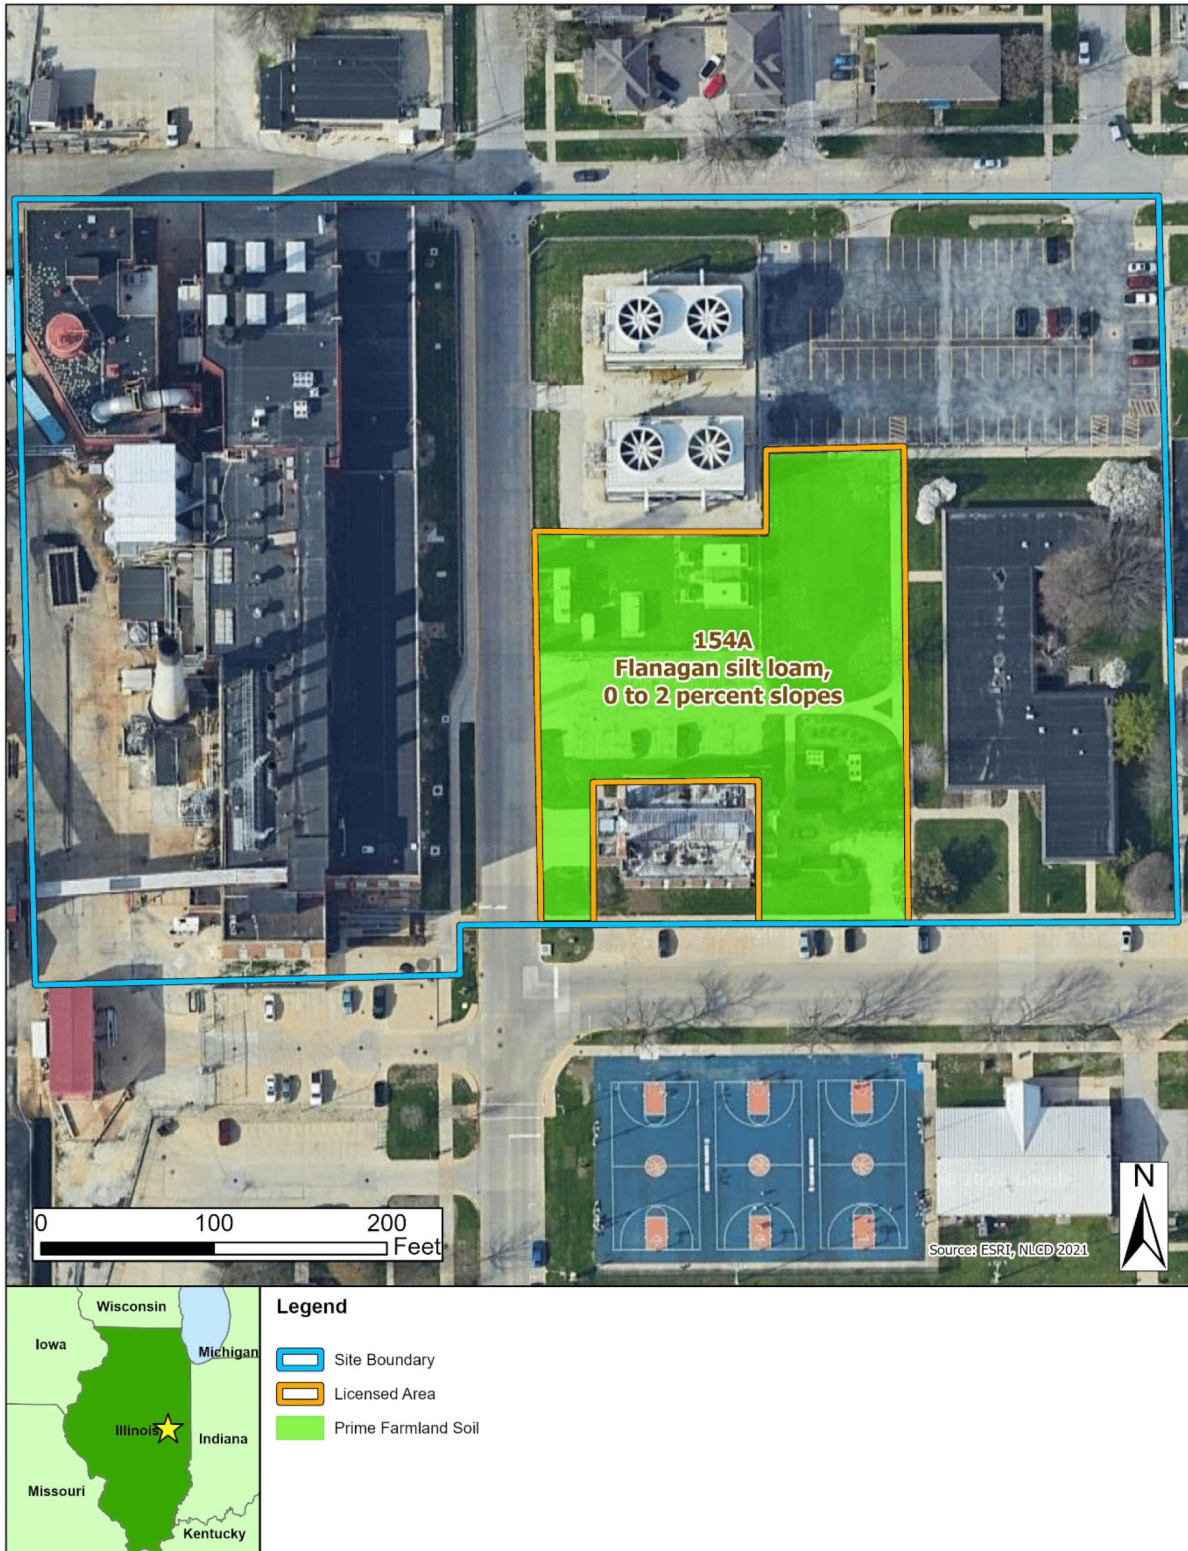 154A
Flanagan silt loam,
0 to 2 percent slopes
0 100 200
Feet
Source: ESRI, NLCD 2021
N
Wisconsin
Iowa
Michigan
Illinois
Indiana
Missouri
Kentucky
Legend
Site Boundary
Licensed Area
Prime Farmland Soil